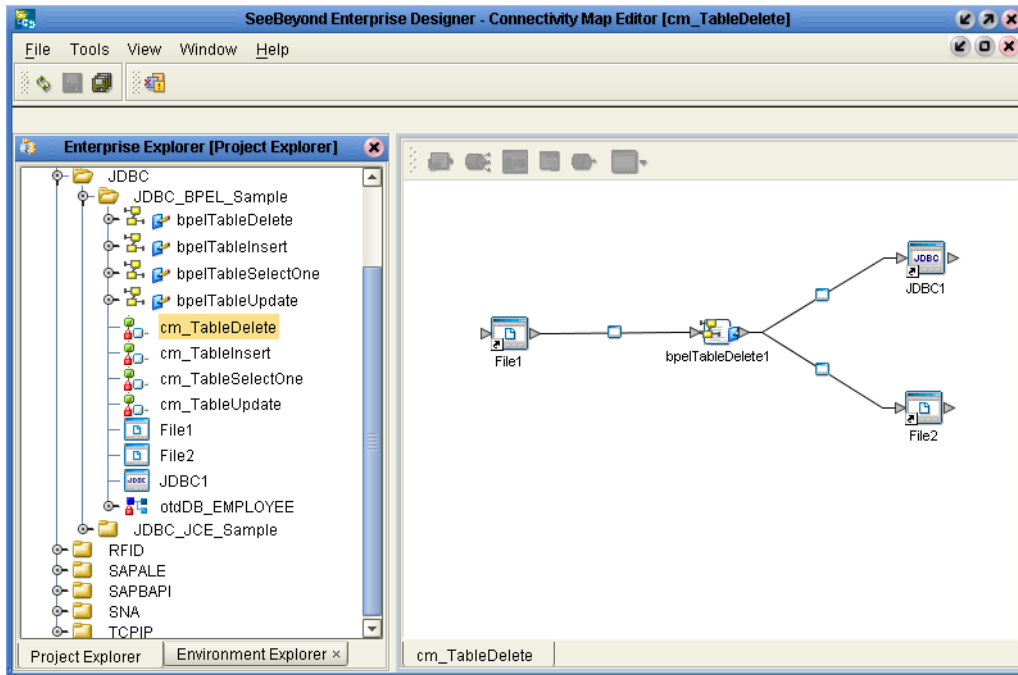 SeeBeyond Enterprise Designer - Connectivity Map Editor [cm_TableDelete]
File Tools View Window Help
Enterprise Explorer [Project Explorer]
JDBC
JDBC_BPEL_Sample
bpelTableDelete
bpelTableInsert
bpelTableSelectOne
bpelTableUpdate
cm_TableDelete
cm_TableInsert
cm_TableSelectOne
cm_TableUpdate
File1
File2
JDBC JDBC1
otdDB_EMPLOYEE
JDBC_JCE_Sample
RFID
SAPALE
SAPBAPI
SNA
TCPIP
Project Explorer
Environment Explorer ×
File1
bpelTableDelete1
JDBC
JDBC1
File2
cm_TableDelete